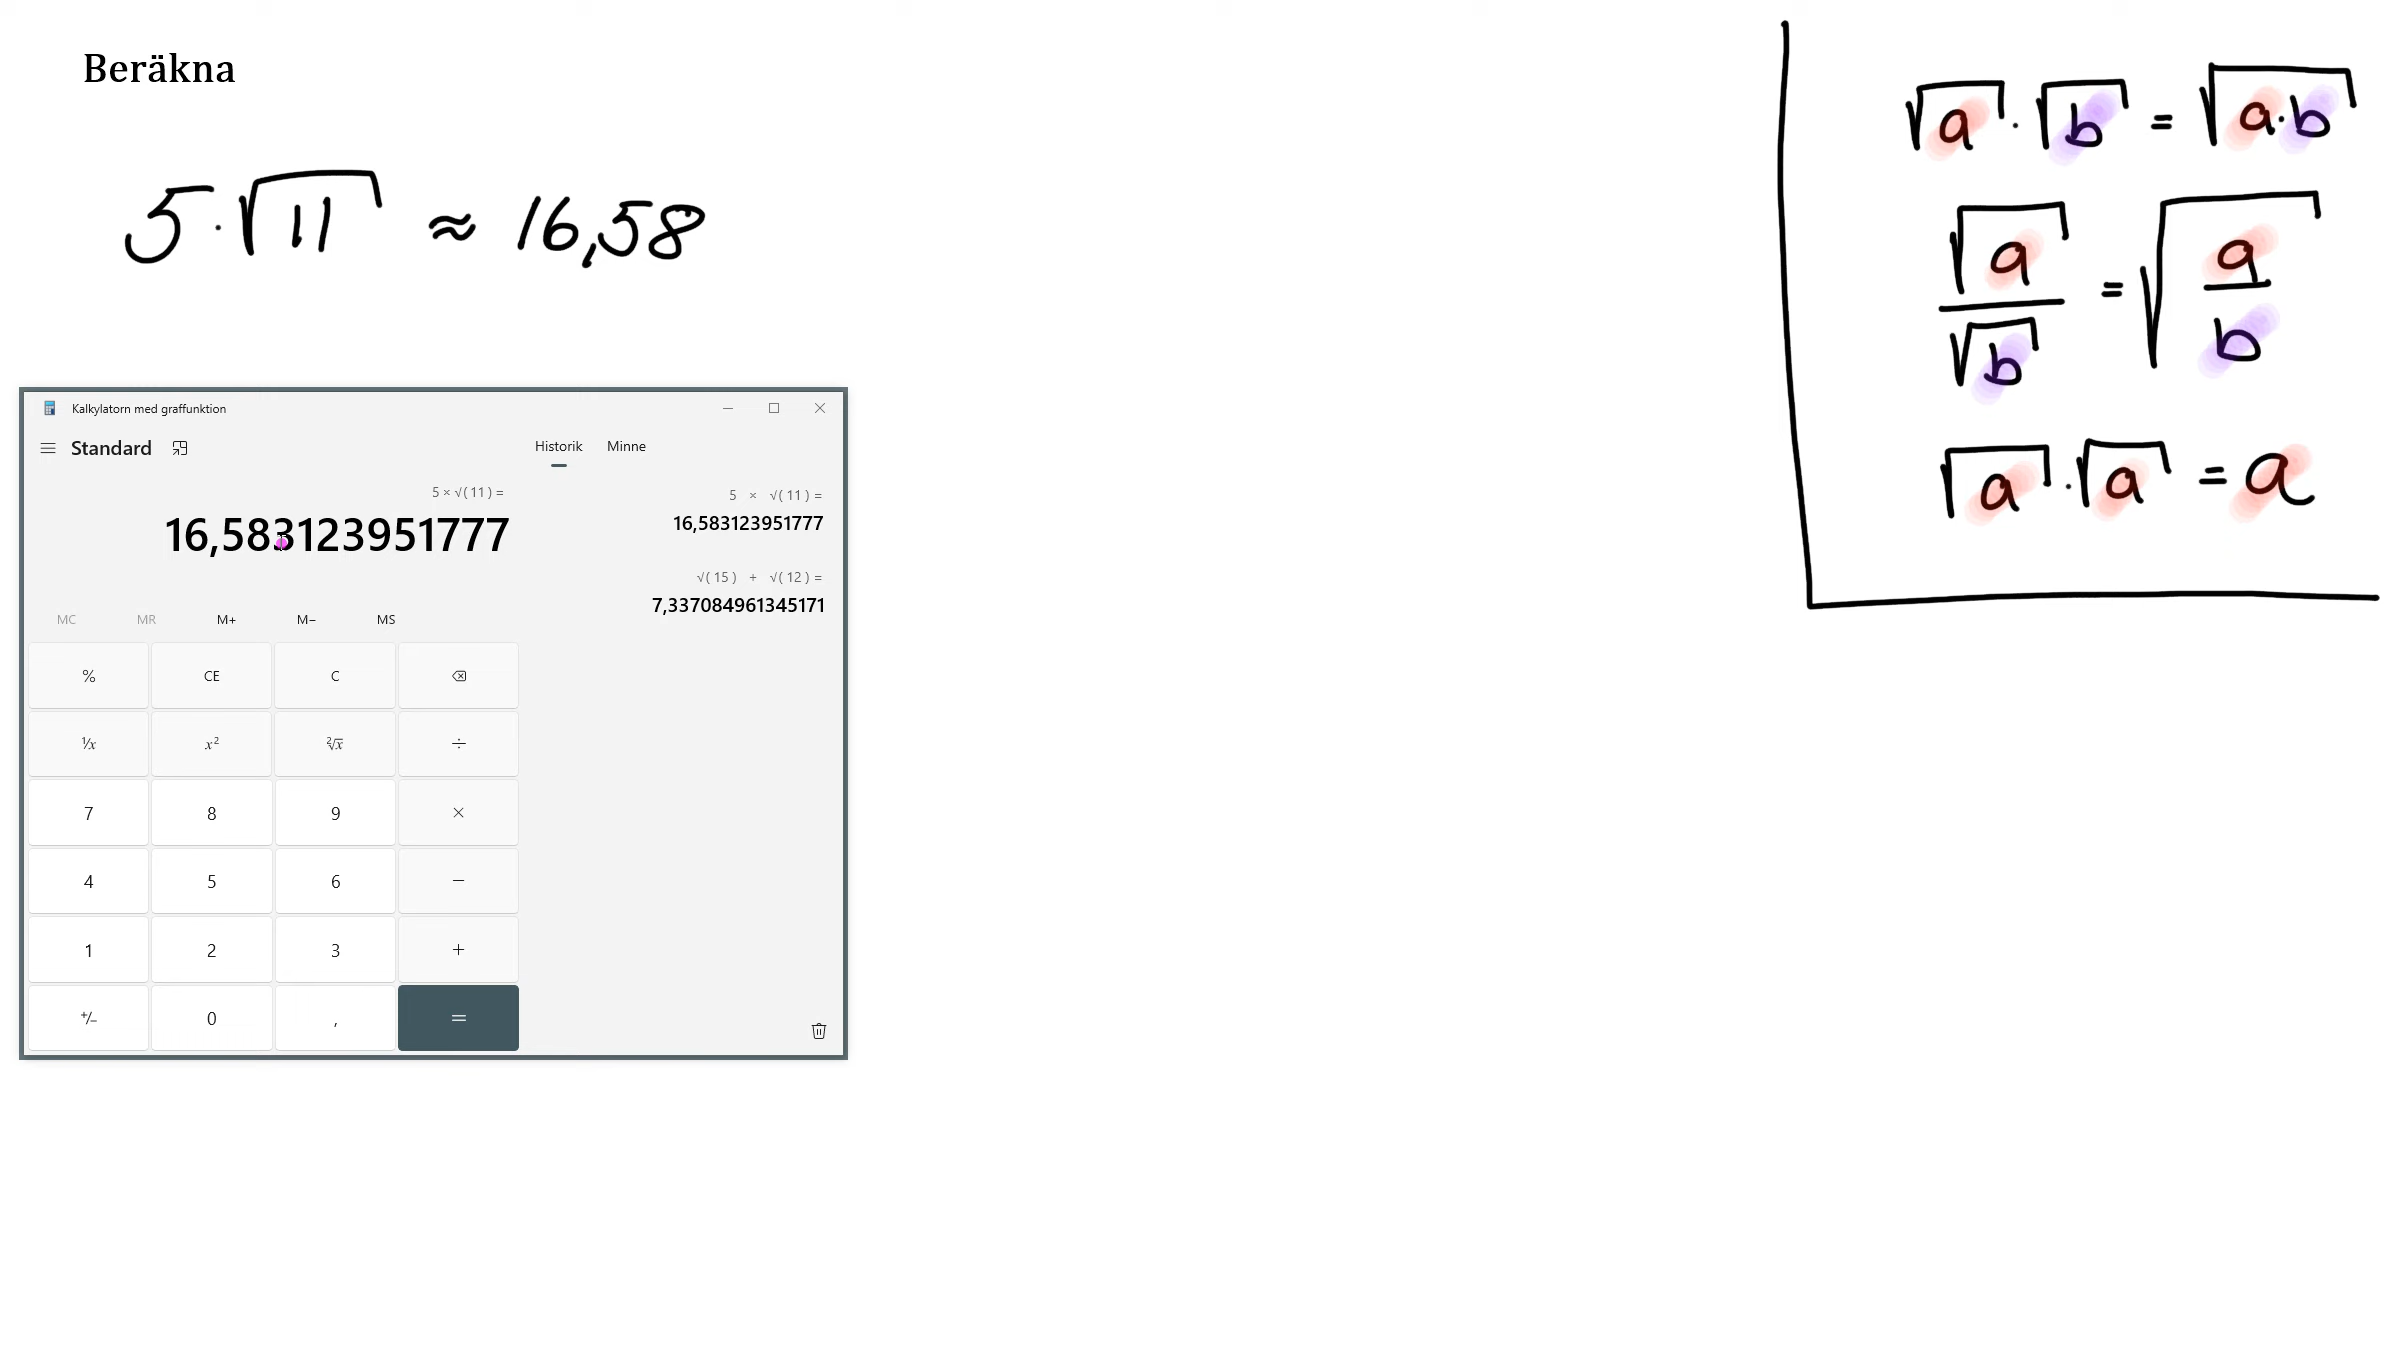 Beräkna
5 · √11 ≈ 16,58
√a · √b = √a·b
√a/√b = √a/b
√a · √a = a
Kalkylatorn med graffunktion
Standard
Historik Minne
5 × √( 11 ) =
16,583123951777
5 × √( 11 ) =
16,583123951777
√( 15 ) + √( 12 ) =
7,337084961345171
MC MR M+ M− MS
% CE C
¹/x x² ²√x ÷
7 8 9 ×
4 5 6 −
1 2 3 +
+/− 0 , =